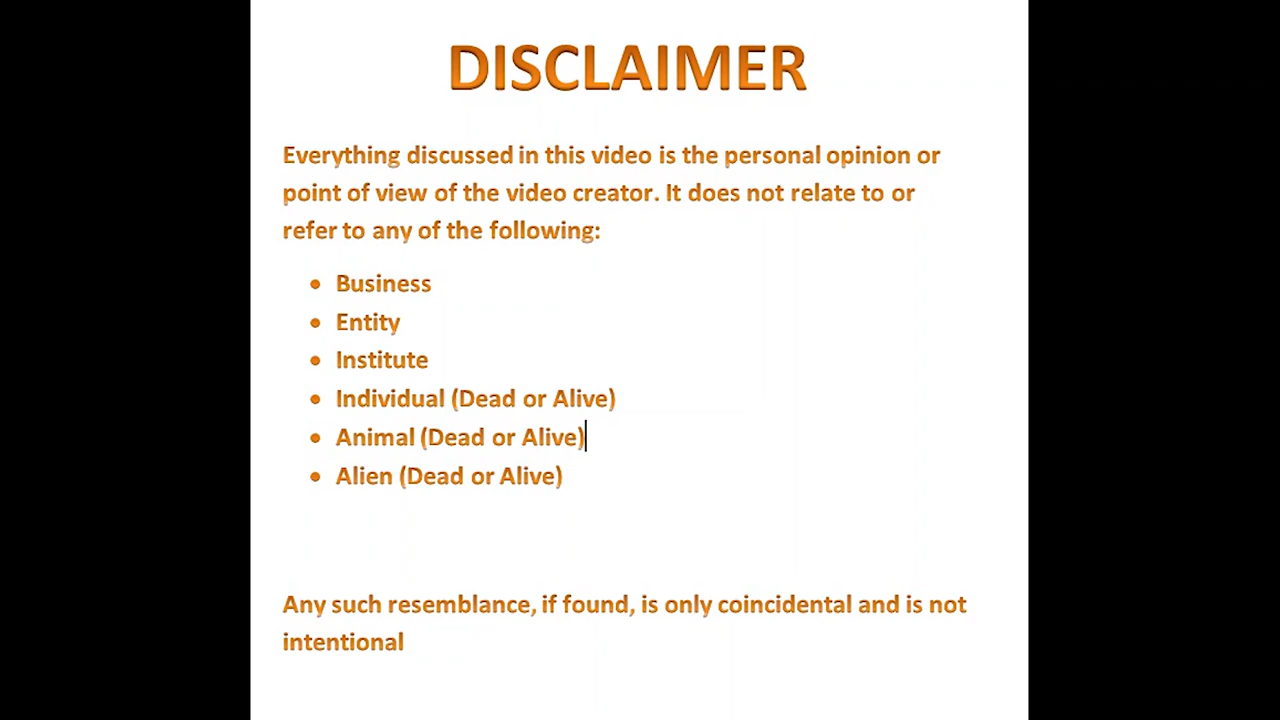 DISCLAIMER
Everything discussed in this video is the personal opinion or
point of view of the video creator. It does not relate to or
refer to any of the following:
• Business
• Entity
• Institute
• Individual (Dead or Alive)
• Animal (Dead or Alive)
• Alien (Dead or Alive)
Any such resemblance, if found, is only coincidental and is not
intentional